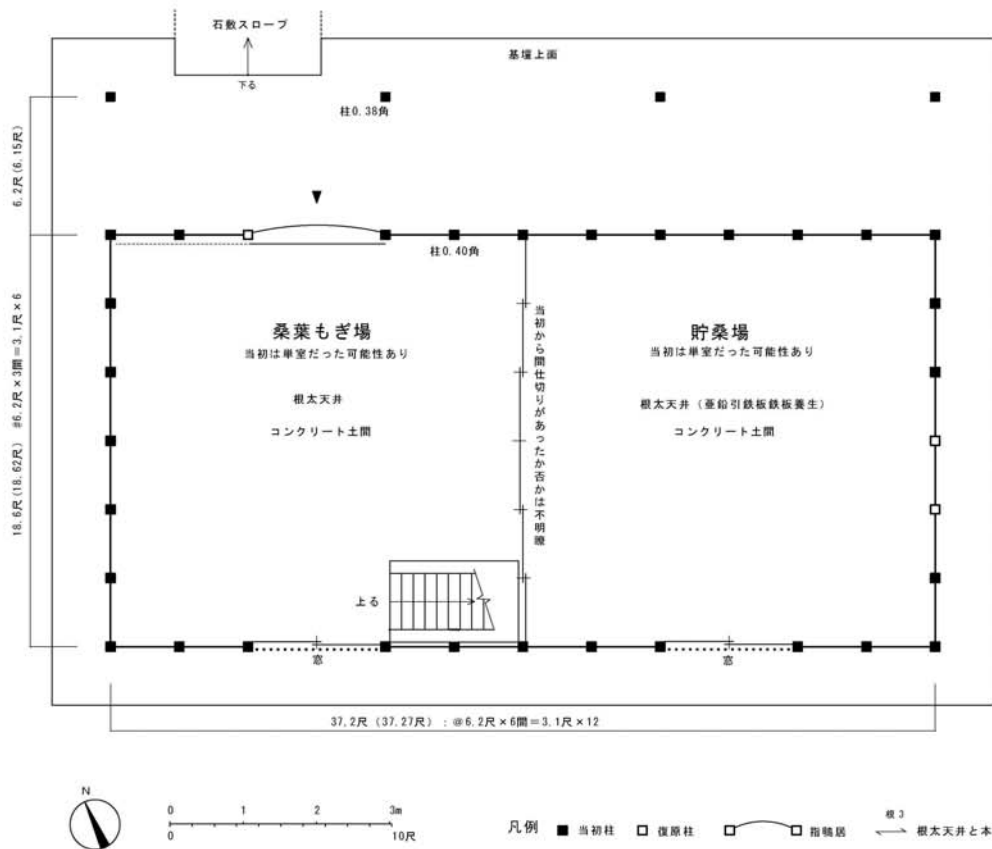 石敷スロープ
下る
基壇上面
柱0.38角
6.2尺(6.15尺)
柱0.40角
桑葉もぎ場
当初は単室だった可能性あり
根太天井
コンクリート土間
当初から間仕切りがあったか否かは不明瞭
貯桑場
当初は単室だった可能性あり
根太天井(亜鉛引鉄板鉄板養生)
コンクリート土間
18.6尺(18.62尺) @6.2尺×3間=3.1尺×6
上る
窓
窓
37.2尺(37.27尺):@6.2尺×6間=3.1尺×12
N
0 1 2 3m
0 10尺
凡例 当初柱 復原柱 指鴨居 根3 根太天井と本